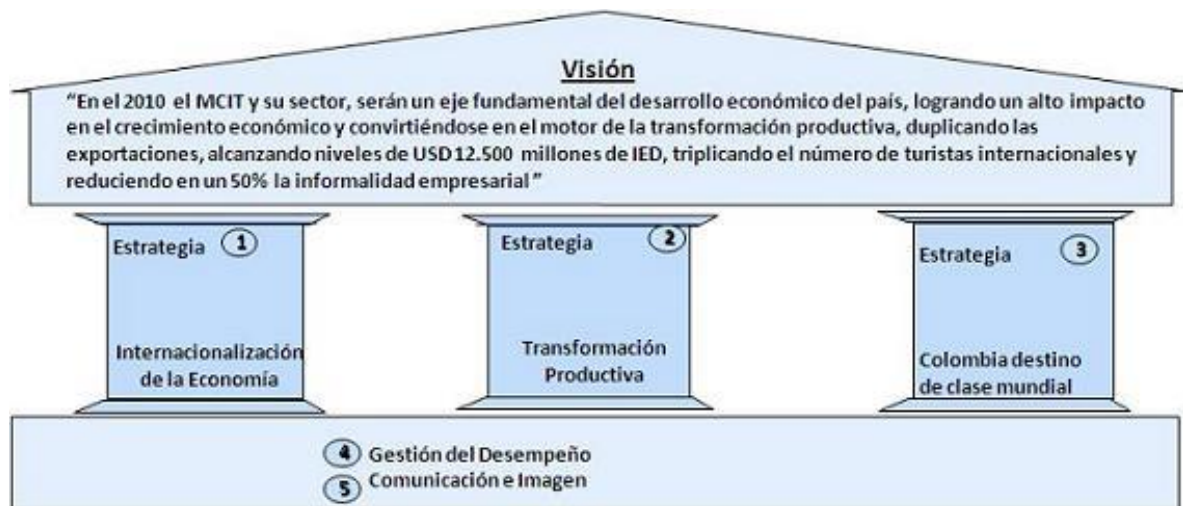 Visión
“En el 2010 el MCIT y su sector, serán un eje fundamental del desarrollo económico del país, logrando un alto impacto
en el crecimiento económico y convirtiéndose en el motor de la transformación productiva, duplicando las
exportaciones, alcanzando niveles de USD 12.500 millones de IED, triplicando el número de turistas internacionales y
reduciendo en un 50% la informalidad empresarial”
Estrategia 1
Internacionalización
de la Economía
Estrategia 2
Transformación
Productiva
Estrategia 3
Colombia destino
de clase mundial
4 Gestión del Desempeño
5 Comunicación e Imagen